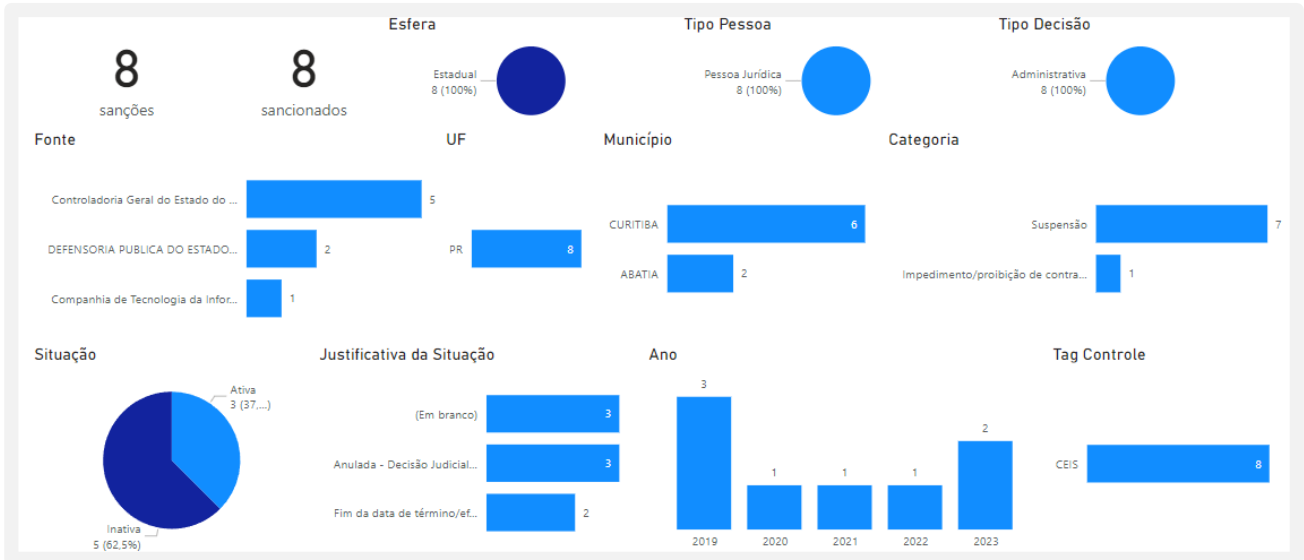 Esfera
Tipo Pessoa
Tipo Decisão
8
sanções
8
sancionados
Estadual
8 (100%)
Pessoa Jurídica
8 (100%)
Administrativa
8 (100%)
Fonte
Controladoria Geral do Estado do ...
5
DEFENSORIA PUBLICA DO ESTADO...
2
Companhia de Tecnologia da Infor...
1
UF
PR
8
Município
CURITIBA
6
ABATIA
2
Categoria
Suspensão
7
Impedimento/proibição de contra...
1
Situação
Ativa
3 (37,...)
Inativa
5 (62,5%)
Justificativa da Situação
(Em branco)
3
Anulada - Decisão Judicial...
3
Fim da data de término/ef...
2
Ano
3
1
1
1
2
2019
2020
2021
2022
2023
Tag Controle
CEIS
8